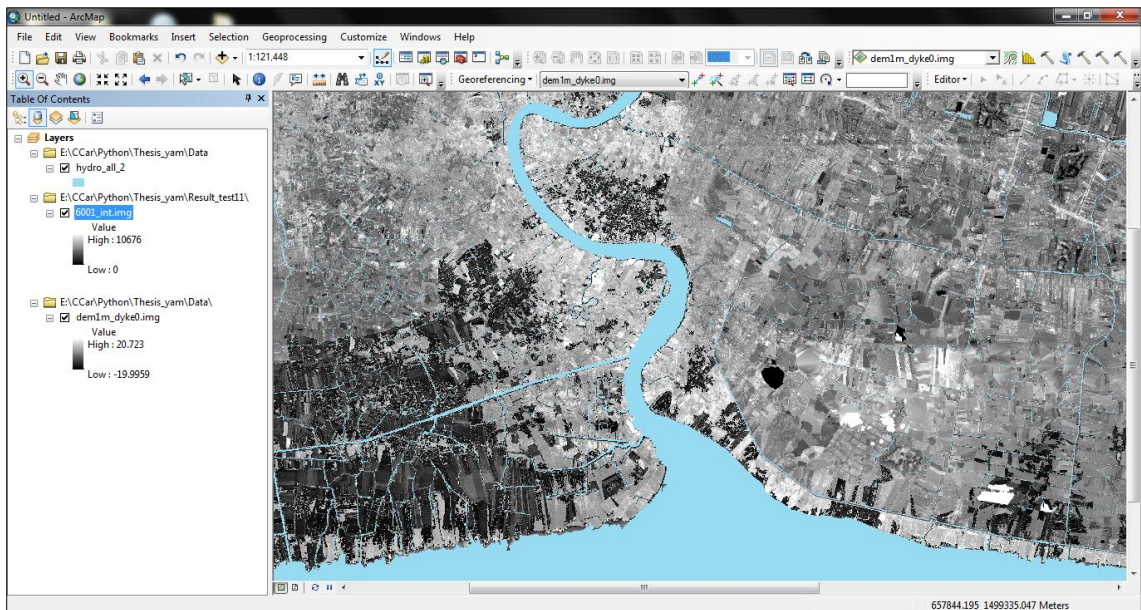 Untitled - ArcMap
File Edit View Bookmarks Insert Selection Geoprocessing Customize Windows Help
1:121.448
100%
dem1m_dyke0.img
Georeferencing
dem1m_dyke0.img
Editor
Table Of Contents
Layers
E:\CCar\Python\Thesis_yam\Data
hydro_all_2
E:\CCar\Python\Thesis_yam\Result_test11\
6001_int.img
Value
High : 10676
Low : 0
E:\CCar\Python\Thesis_yam\Data\
dem1m_dyke0.img
Value
High : 20.723
Low : -19.9959
657844.195 1499335.047 Meters